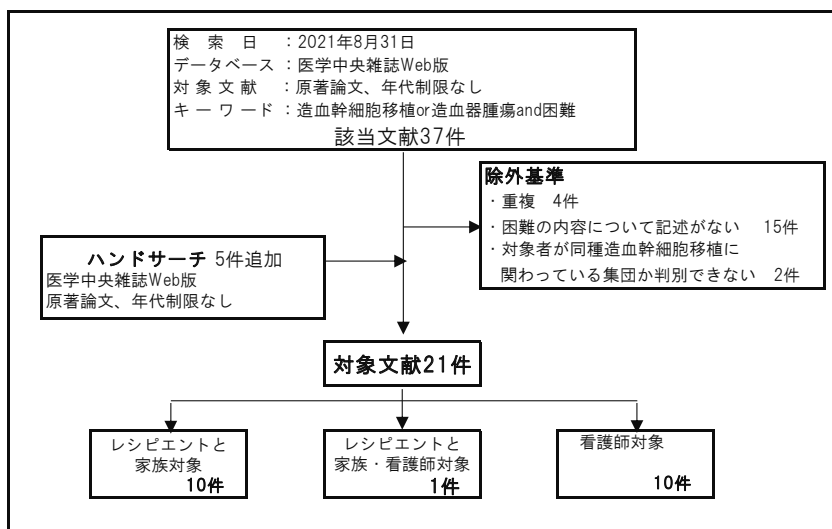 検 索 日 ：2021年8月31日
データベース：医学中央雑誌Web版
対 象 文 献 ：原著論文、年代制限なし
キ ー ワ ー ド ：造血幹細胞移植or造血器腫瘍and困難
該当文献37件
除外基準
・重複 4件
・困難の内容について記述がない 15件
・対象者が同種造血幹細胞移植に
関わっている集団か判別できない 2件
ハンドサーチ 5件追加
医学中央雑誌Web版
原著論文、年代制限なし
対象文献21件
レシピエントと
家族対象
10件
レシピエントと
家族・看護師対象
1件
看護師対象
10件